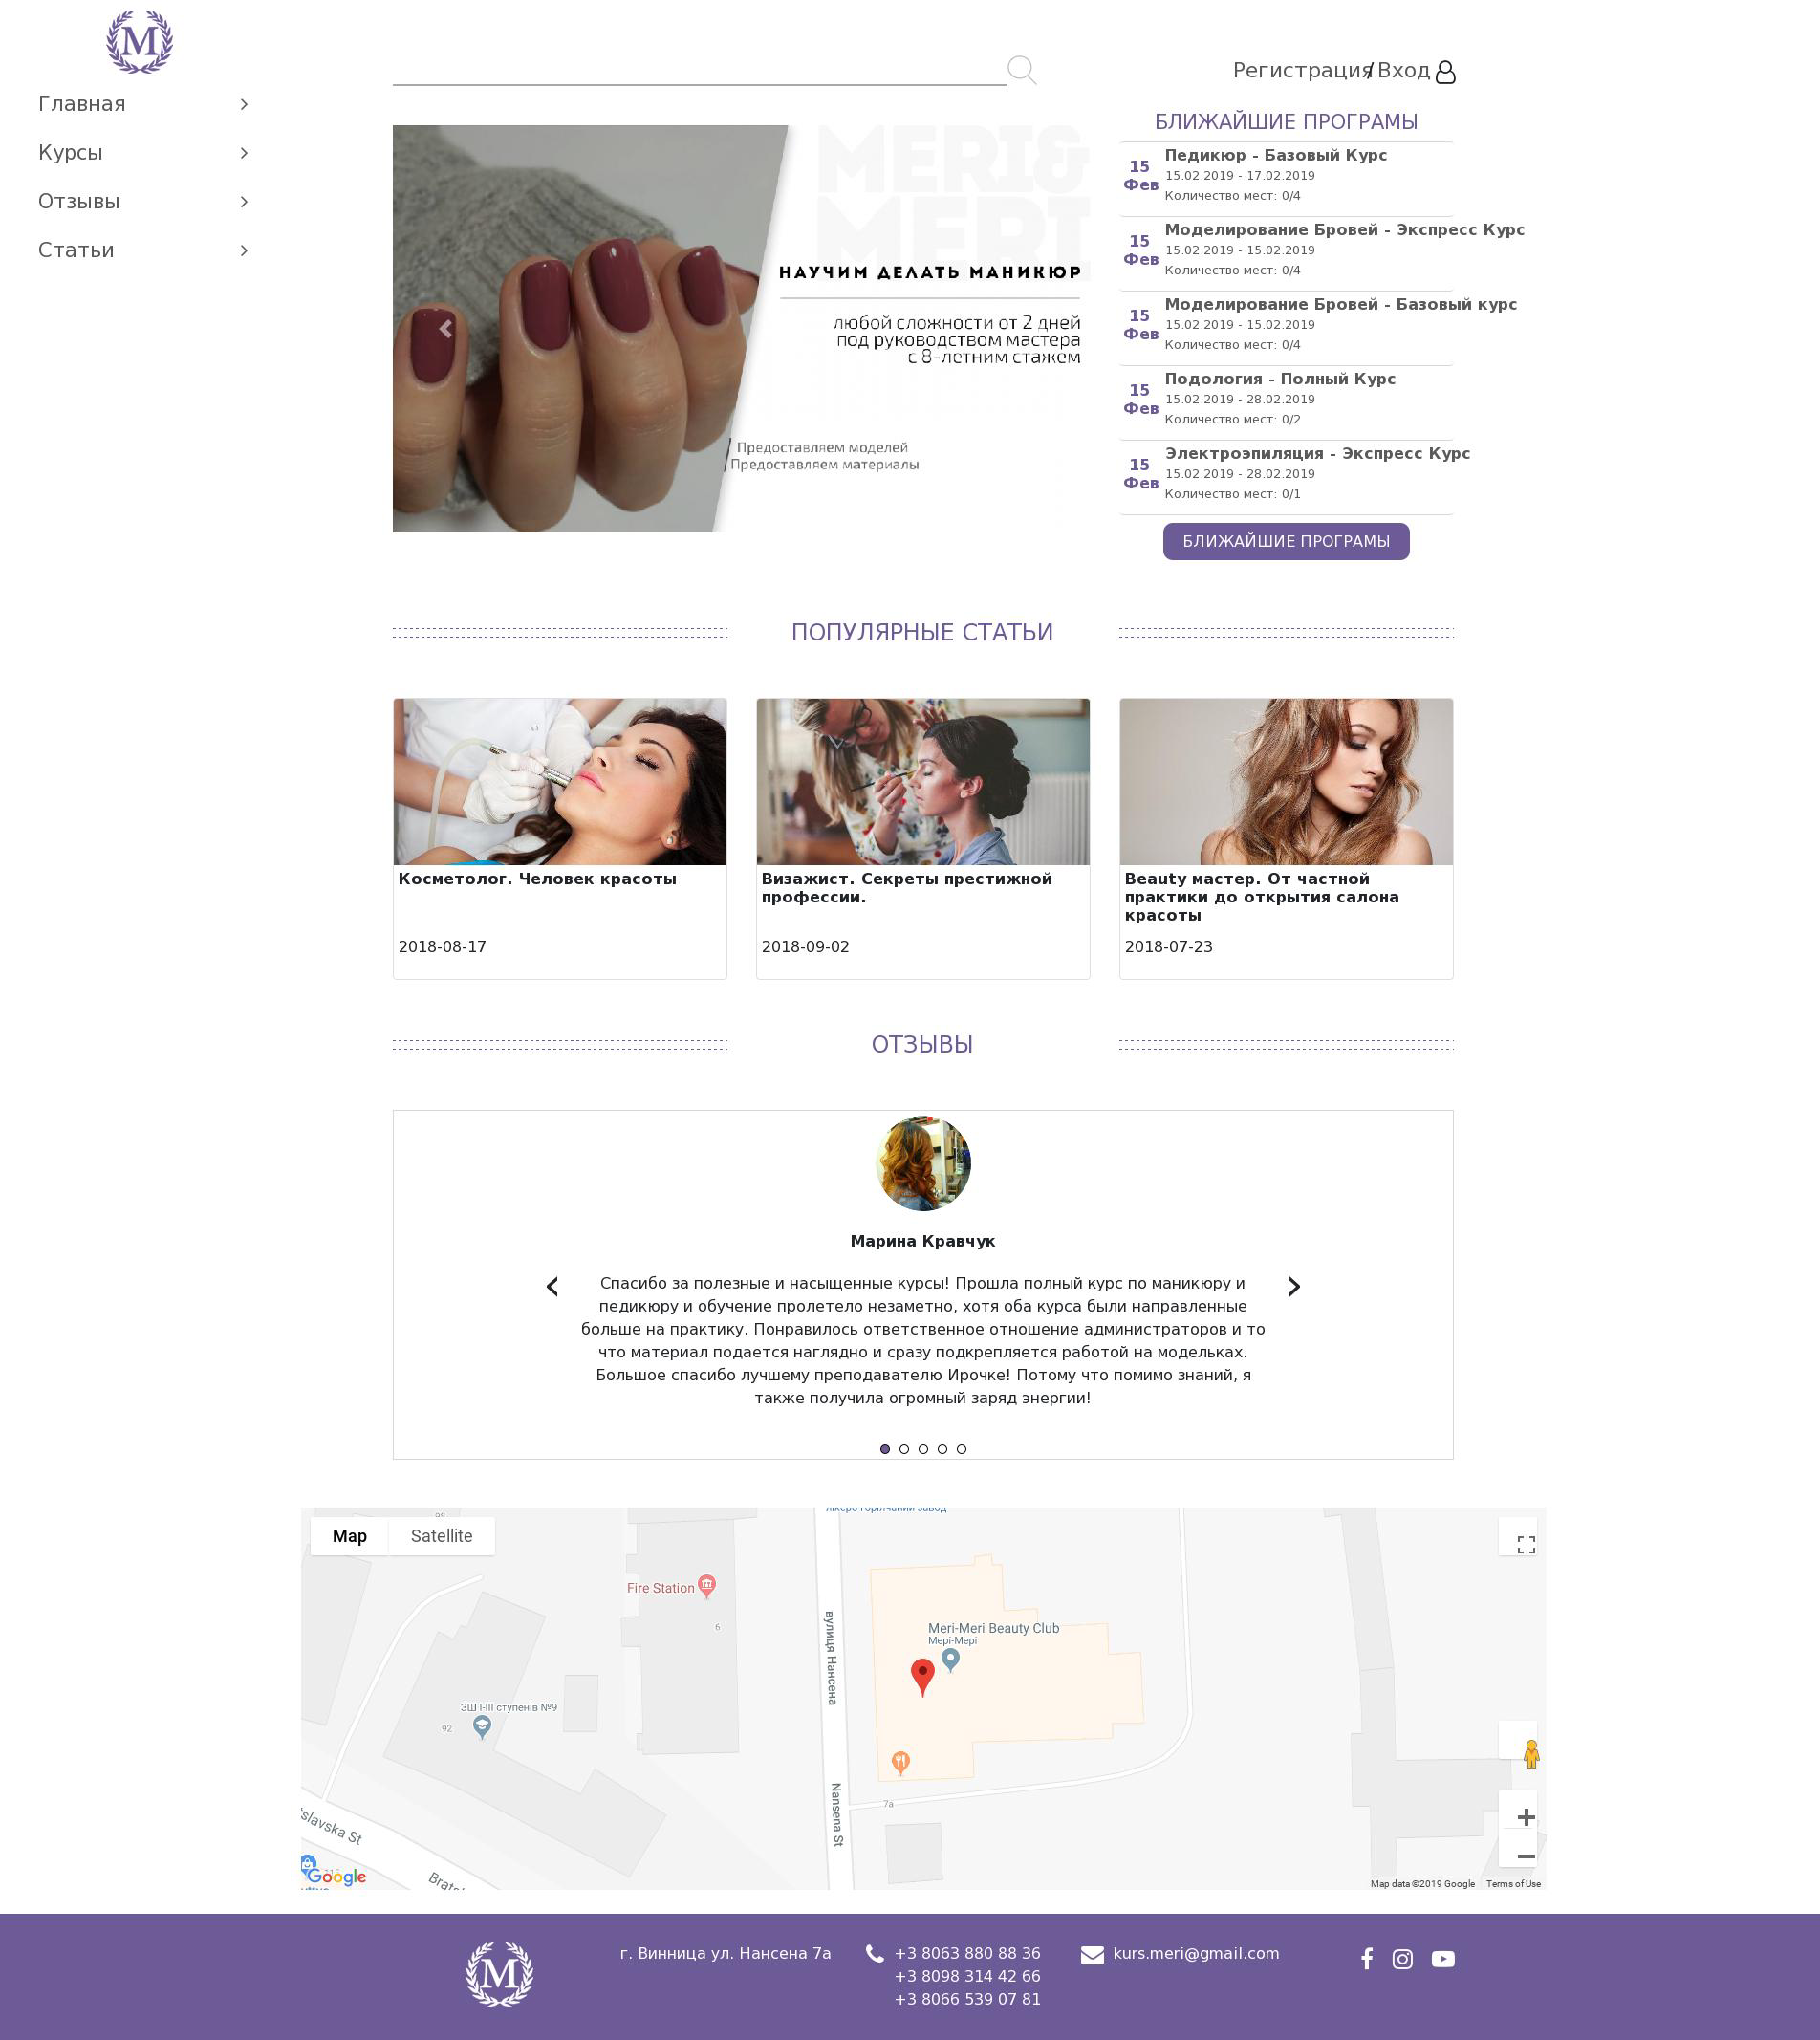 M
Регистрация / Вход
Главная
Курсы
Отзывы
Статьи
MERI&
MERI
НАУЧИМ ДЕЛАТЬ МАНИКЮР
любой сложности от 2 дней
под руководством мастера
с 8-летним стажем
Предоставляем моделей
Предоставляем материалы
БЛИЖАЙШИЕ ПРОГРАМЫ
15
Фев
Педикюр - Базовый Курс
15.02.2019 - 17.02.2019
Количество мест: 0/4
15
Фев
Моделирование Бровей - Экспресс Курс
15.02.2019 - 15.02.2019
Количество мест: 0/4
15
Фев
Моделирование Бровей - Базовый курс
15.02.2019 - 15.02.2019
Количество мест: 0/4
15
Фев
Подология - Полный Курс
15.02.2019 - 28.02.2019
Количество мест: 0/2
15
Фев
Электроэпиляция - Экспресс Курс
15.02.2019 - 28.02.2019
Количество мест: 0/1
БЛИЖАЙШИЕ ПРОГРАМЫ
ПОПУЛЯРНЫЕ СТАТЬИ
Косметолог. Человек красоты
2018-08-17
Визажист. Секреты престижной
профессии.
2018-09-02
Beauty мастер. От частной
практики до открытия салона
красоты
2018-07-23
ОТЗЫВЫ
Марина Кравчук
Спасибо за полезные и насыщенные курсы! Прошла полный курс по маникюру и
педикюру и обучение пролетело незаметно, хотя оба курса были направленные
больше на практику. Понравилось ответственное отношение администраторов и то
что материал подается наглядно и сразу подкрепляется работой на модельках.
Большое спасибо лучшему преподавателю Ирочке! Потому что помимо знаний, я
также получила огромный заряд энергии!
Map
Satellite
лікеро-горілчаний завод
95
Fire Station
6
вулиця Нансена
Meri-Meri Beauty Club
Мері-Мері
ЗШ І-ІІІ ступенів №9
92
Nansena St
7а
slavska St
Brats
Google
Map data ©2019 Google
Terms of Use
M
г. Винница ул. Нансена 7а
+3 8063 880 88 36
+3 8098 314 42 66
+3 8066 539 07 81
kurs.meri@gmail.com